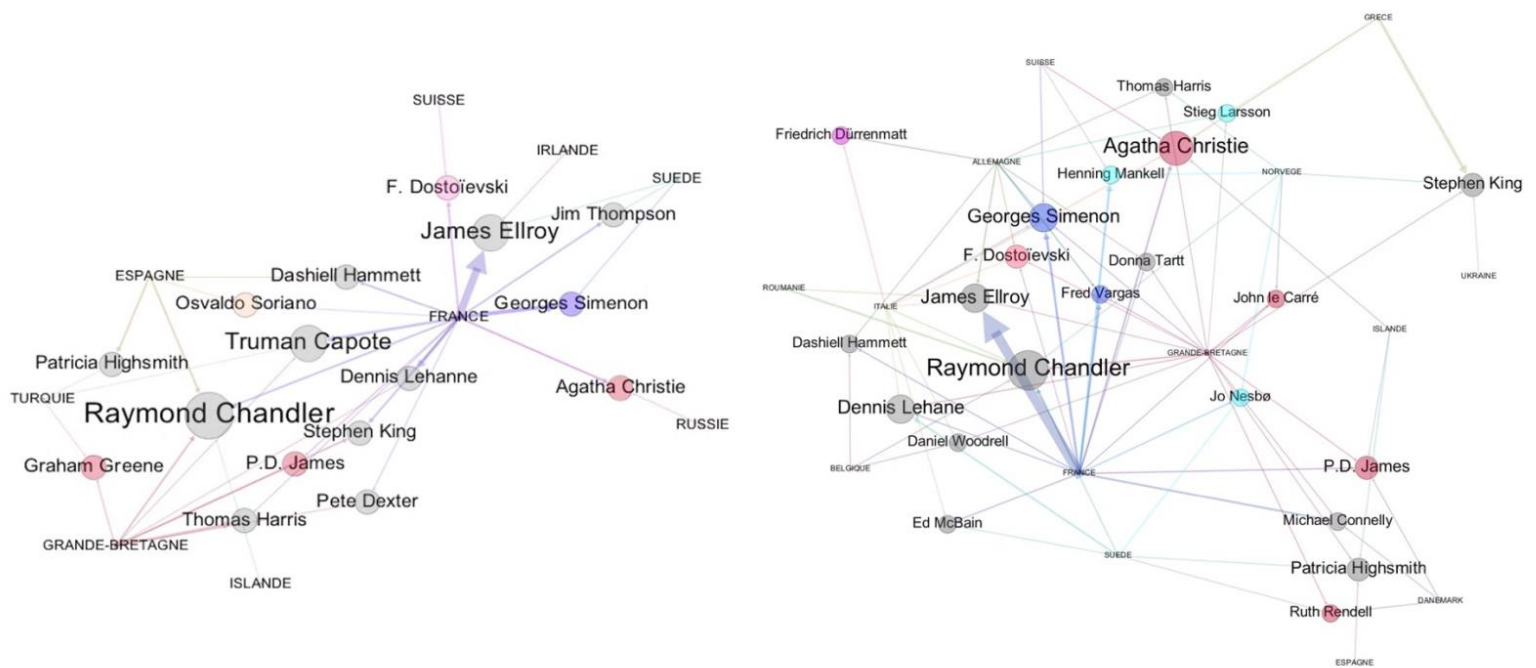 SUISSE
IRLANDE
F. Dostoïevski
SUEDE
Jim Thompson
James Ellroy
ESPAGNE
Dashiell Hammett
Osvaldo Soriano
Georges Simenon
FRANCE
Truman Capote
Patricia Highsmith
Dennis Lehanne
Agatha Christie
TURQUIE
Raymond Chandler
RUSSIE
Stephen King
Graham Greene
P.D. James
Pete Dexter
Thomas Harris
GRANDE-BRETAGNE
ISLANDE
GRECE
SUISSE
Thomas Harris
Stieg Larsson
Friedrich Dürrenmatt
Agatha Christie
ALLEMAGNE
Henning Mankell
NORVEGE
Stephen King
Georges Simenon
F. Dostoïevski
Donna Tartt
UKRAINE
ROUMANIE
James Ellroy
Fred Vargas
John le Carré
ITALIE
ISLANDE
Dashiell Hammett
GRANDE-BRETAGNE
Raymond Chandler
Jo Nesbø
Dennis Lehane
Daniel Woodrell
BELGIQUE
FRANCE
P.D. James
Ed McBain
Michael Connelly
SUEDE
Patricia Highsmith
DANEMARK
Ruth Rendell
ESPAGNE